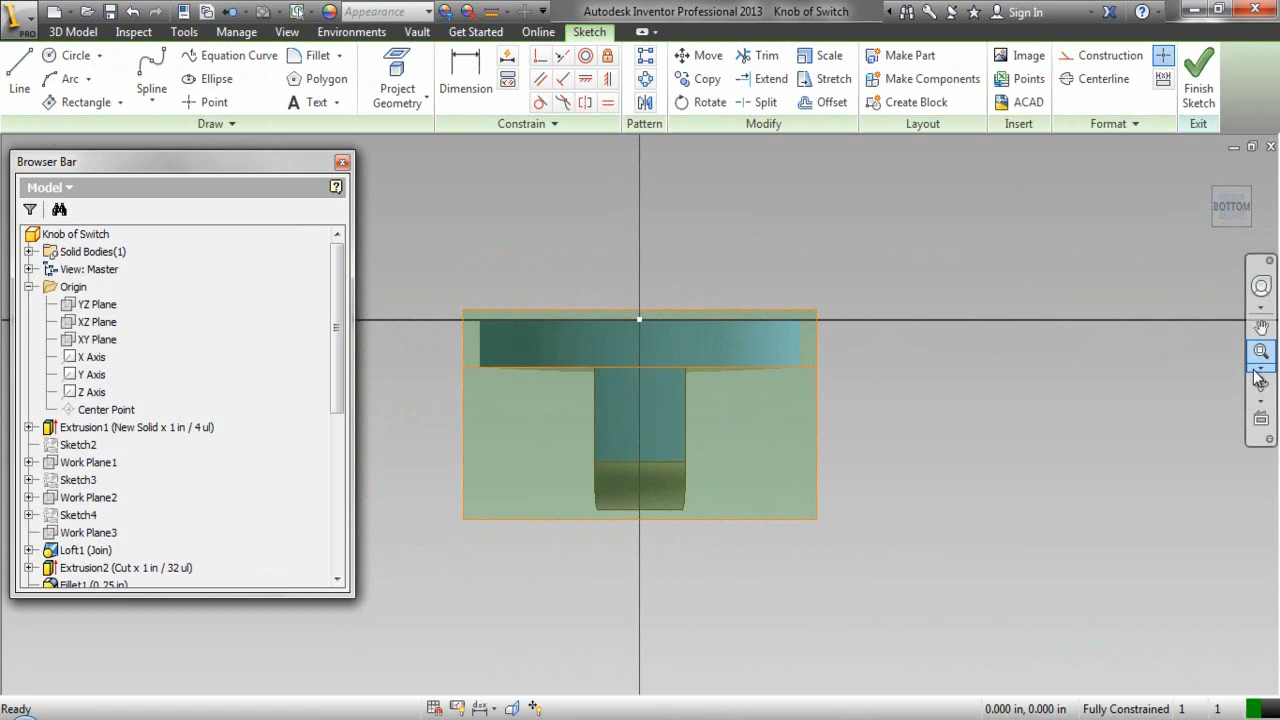 Appearance
Autodesk Inventor Professional 2013 Knob of Switch
Sign In
PRO
3D Model Inspect Tools Manage View Environments Vault Get Started Online Sketch
Line
Circle
Arc
Rectangle
Spline
Equation Curve
Ellipse
Point
Fillet
Polygon
Text
Project
Geometry
Dimension
Move
Copy
Rotate
Trim
Extend
Split
Scale
Stretch
Offset
Make Part
Make Components
Create Block
Image
Points
ACAD
Construction
Centerline
Finish
Sketch
Draw
Constrain
Pattern
Modify
Layout
Insert
Format
Exit
Browser Bar
Model
Knob of Switch
Solid Bodies(1)
View: Master
Origin
YZ Plane
XZ Plane
XY Plane
X Axis
Y Axis
Z Axis
Center Point
Extrusion1 (New Solid x 1 in / 4 ul)
Sketch2
Work Plane1
Sketch3
Work Plane2
Sketch4
Work Plane3
Loft1 (Join)
Extrusion2 (Cut x 1 in / 32 ul)
Fillet1 (0.25 in)
BOTTOM
Ready
0.000 in, 0.000 in Fully Constrained 1 1